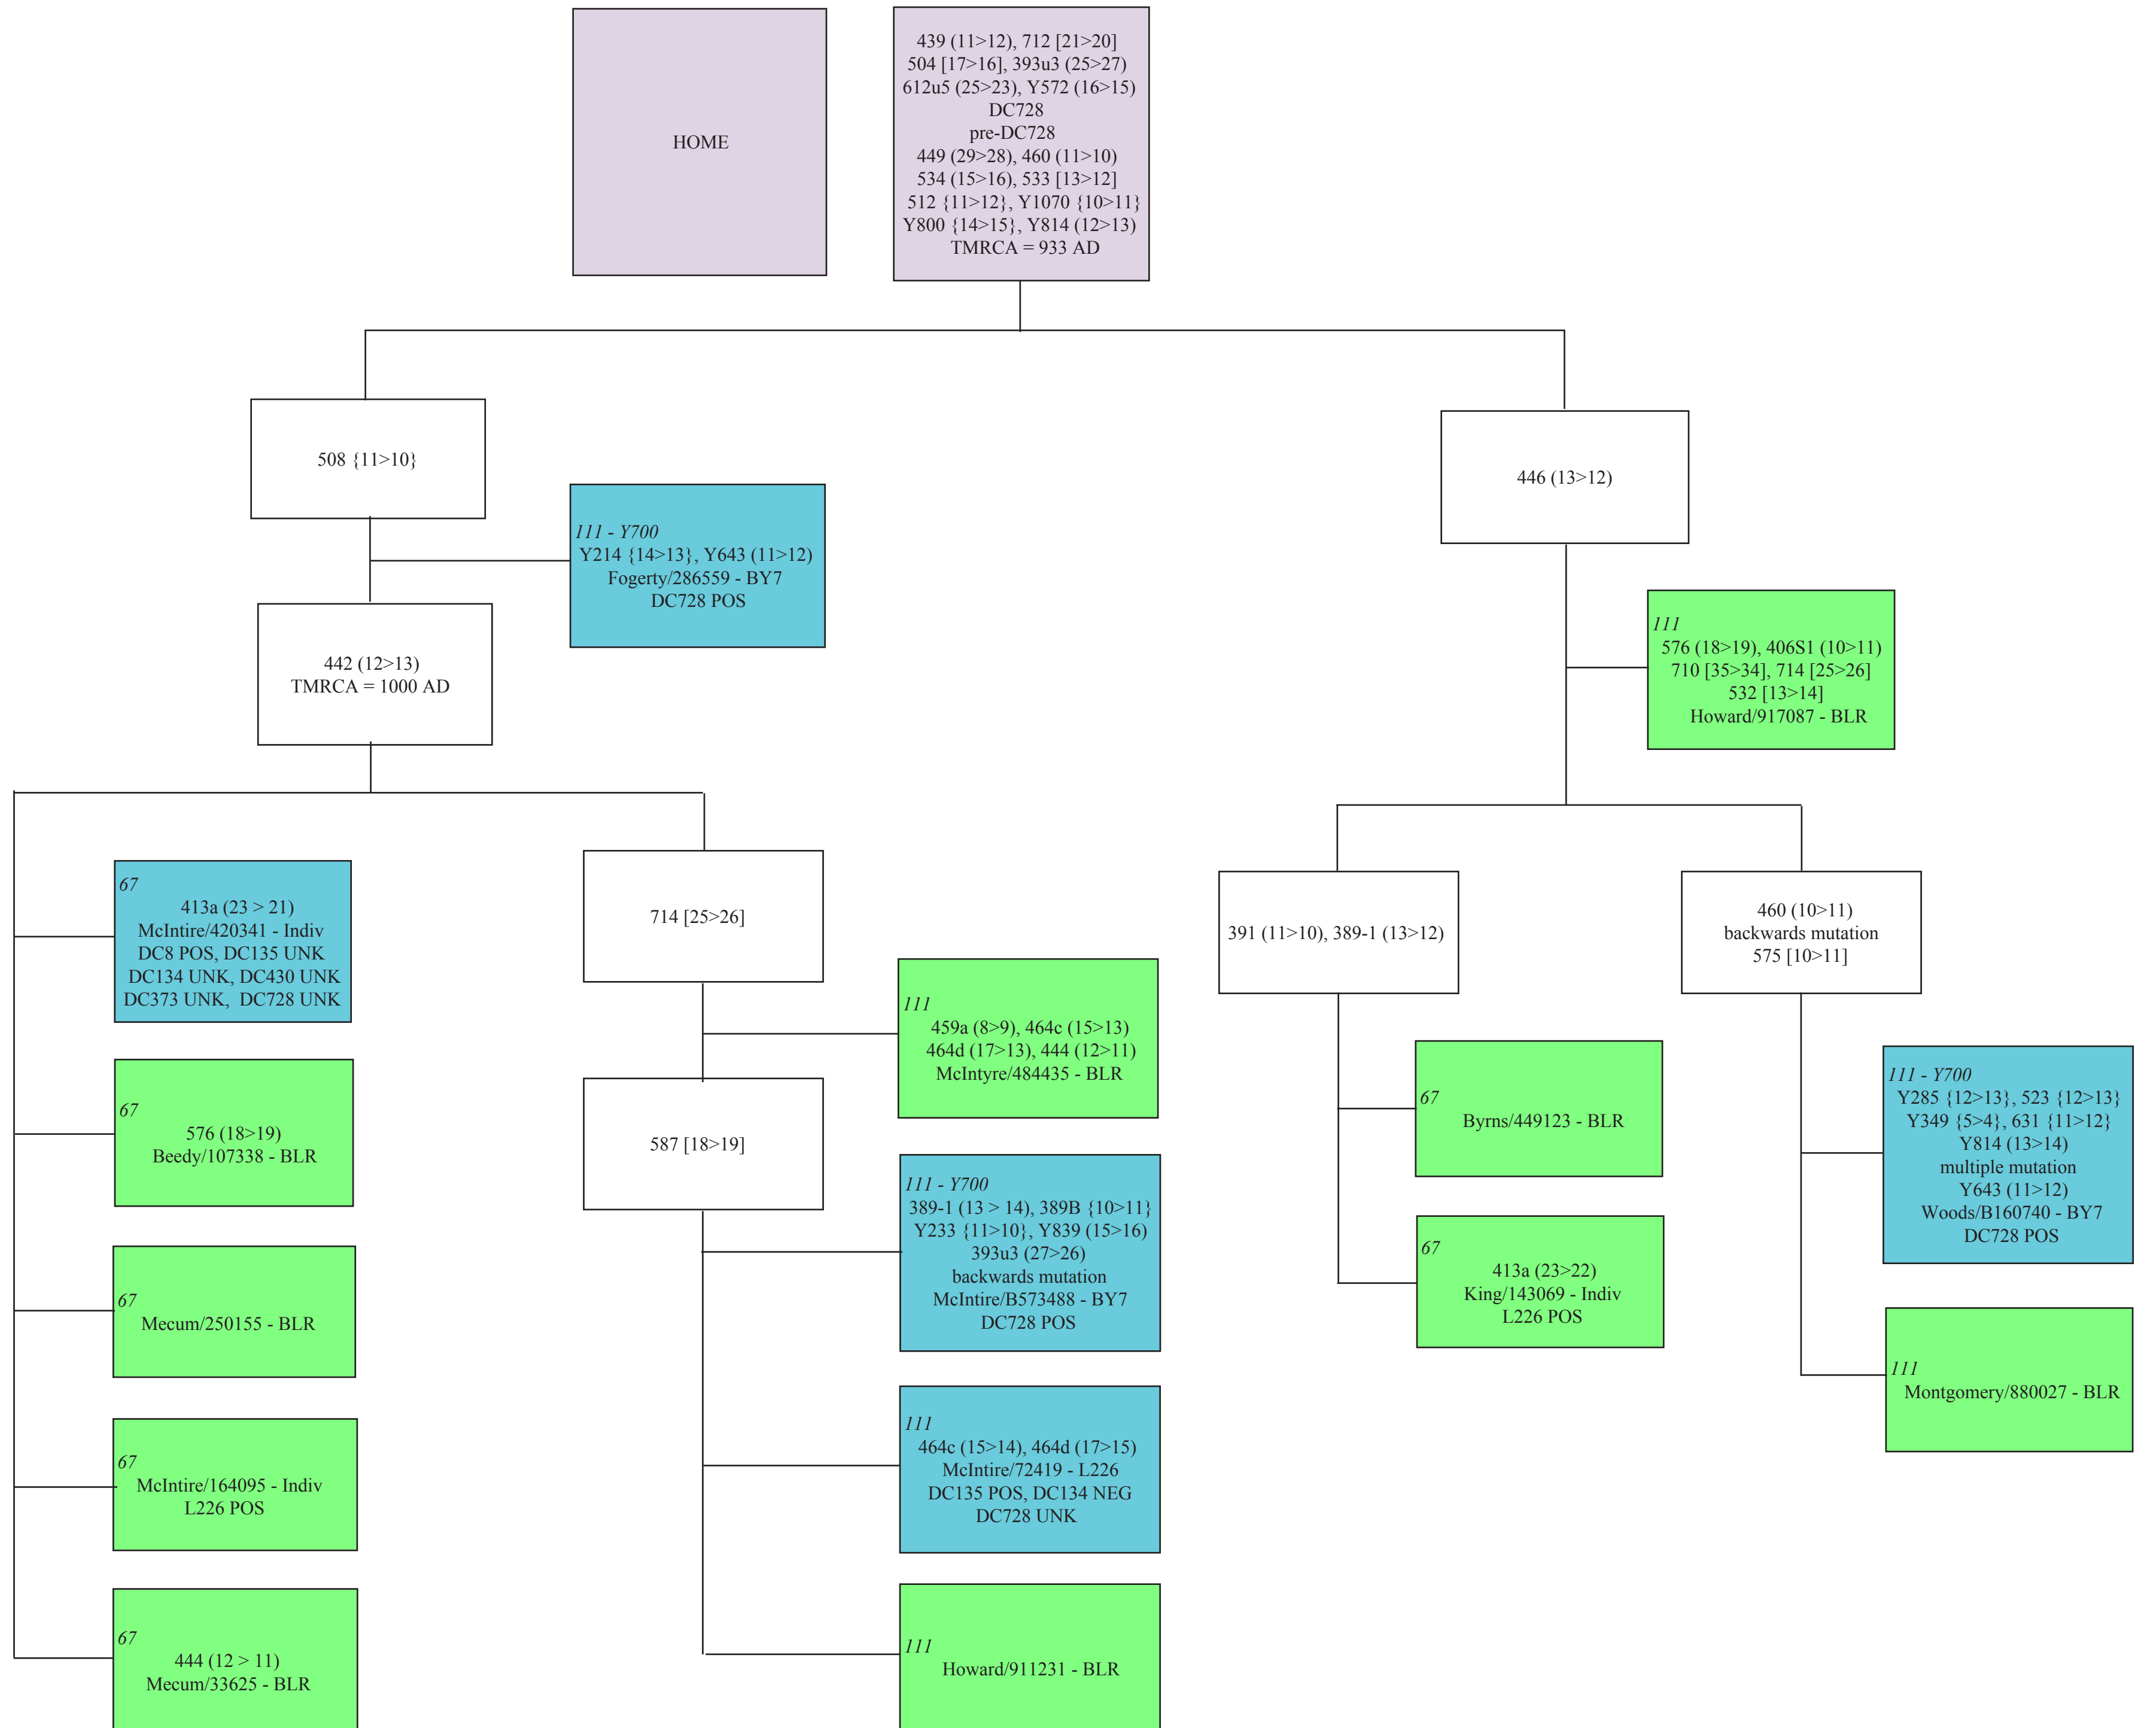 HOME
439 (11>12), 712 [21>20]
504 [17>16], 393u3 (25>27)
612u5 (25>23), Y572 (16>15)
DC728
pre-DC728
449 (29>28), 460 (11>10)
534 (15>16), 533 [13>12]
512 {11>12}, Y1070 {10>11}
Y800 {14>15}, Y814 (12>13)
TMRCA = 933 AD
508 {11>10}
446 (13>12)
111 - Y700
Y214 {14>13}, Y643 (11>12)
Fogerty/286559 - BY7
DC728 POS
442 (12>13)
TMRCA = 1000 AD
111
576 (18>19), 406S1 (10>11)
710 [35>34], 714 [25>26]
532 [13>14]
Howard/917087 - BLR
67
413a (23 > 21)
McIntire/420341 - Indiv
DC8 POS, DC135 UNK
DC134 UNK, DC430 UNK
DC373 UNK, DC728 UNK
67
576 (18>19)
Beedy/107338 - BLR
67
Mecum/250155 - BLR
67
McIntire/164095 - Indiv
L226 POS
67
444 (12 > 11)
Mecum/33625 - BLR
714 [25>26]
111
459a (8>9), 464c (15>13)
464d (17>13), 444 (12>11)
McIntyre/484435 - BLR
587 [18>19]
111 - Y700
389-1 (13 > 14), 389B {10>11}
Y233 {11>10}, Y839 (15>16)
393u3 (27>26)
backwards mutation
McIntire/B573488 - BY7
DC728 POS
111
464c (15>14), 464d (17>15)
McIntire/72419 - L226
DC135 POS, DC134 NEG
DC728 UNK
111
Howard/911231 - BLR
391 (11>10), 389-1 (13>12)
67
Byrns/449123 - BLR
67
413a (23>22)
King/143069 - Indiv
L226 POS
460 (10>11)
backwards mutation
575 [10>11]
111 - Y700
Y285 {12>13}, 523 {12>13}
Y349 {5>4}, 631 {11>12}
Y814 (13>14)
multiple mutation
Y643 (11>12)
Woods/B160740 - BY7
DC728 POS
111
Montgomery/880027 - BLR